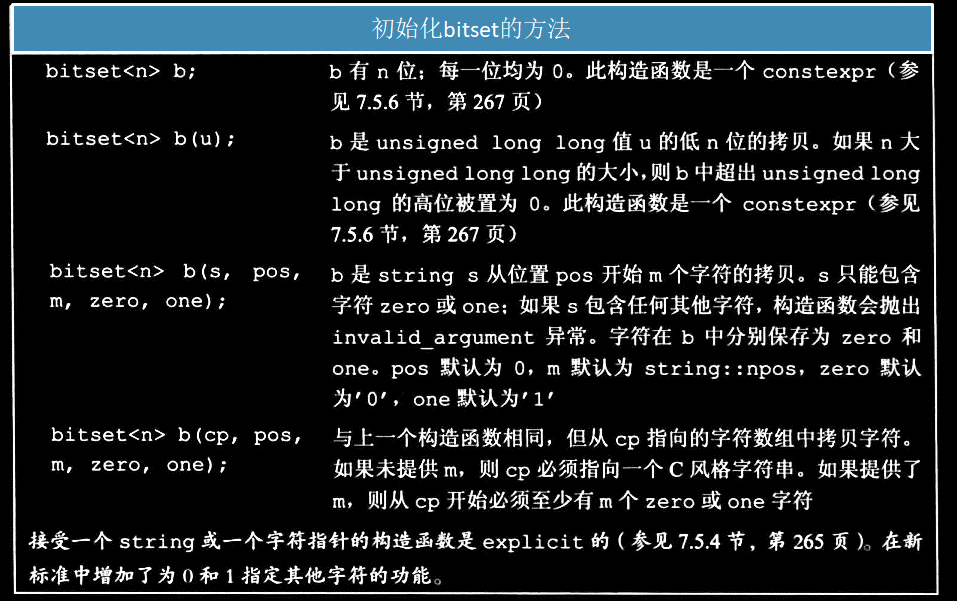 初始化bitset的方法
bitset<n> b;
b 有 n 位；每一位均为 0。此构造函数是一个 constexpr（参
见 7.5.6 节，第 267 页）
bitset<n> b(u);
b 是 unsigned long long 值 u 的低 n 位的拷贝。如果 n 大
于 unsigned long long 的大小,则 b 中超出 unsigned long
long 的高位被置为 0。此构造函数是一个 constexpr（参见
7.5.6 节，第 267 页）
bitset<n> b(s, pos,
m, zero, one);
b 是 string s 从位置 pos 开始 m 个字符的拷贝。s 只能包含
字符 zero 或 one；如果 s 包含任何其他字符，构造函数会抛出
invalid_argument 异常。字符在 b 中分别保存为 zero 和
one。pos 默认为 0，m 默认为 string::npos，zero 默认
为'0'，one 默认为'1'
bitset<n> b(cp, pos,
m, zero, one);
与上一个构造函数相同，但从 cp 指向的字符数组中拷贝字符。
如果未提供 m，则 cp 必须指向一个 C 风格字符串。如果提供了
m，则从 cp 开始必须至少有 m 个 zero 或 one 字符
接受一个 string 或一个字符指针的构造函数是 explicit 的（参见 7.5.4 节，第 265 页）。在新
标准中增加了为 0 和 1 指定其他字符的功能。